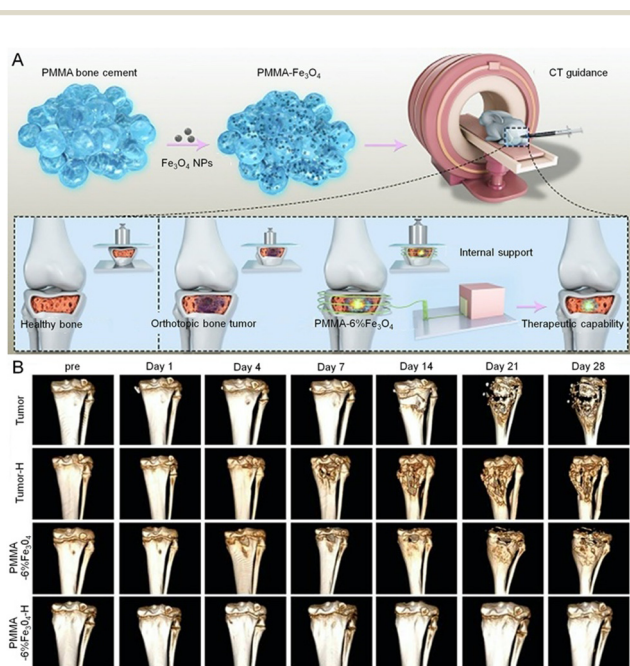 A
PMMA bone cement
PMMA-Fe₃O₄
CT guidance
Fe₃O₄ NPs
Internal support
Healthy bone
Orthotopic bone tumor
PMMA-6%Fe₃O₄
Therapeutic capability
B
pre
Day 1
Day 4
Day 7
Day 14
Day 21
Day 28
Tumor
Tumor-H
PMMA
-6%Fe₃0₄
PMMA
-6%Fe₃0₄-H